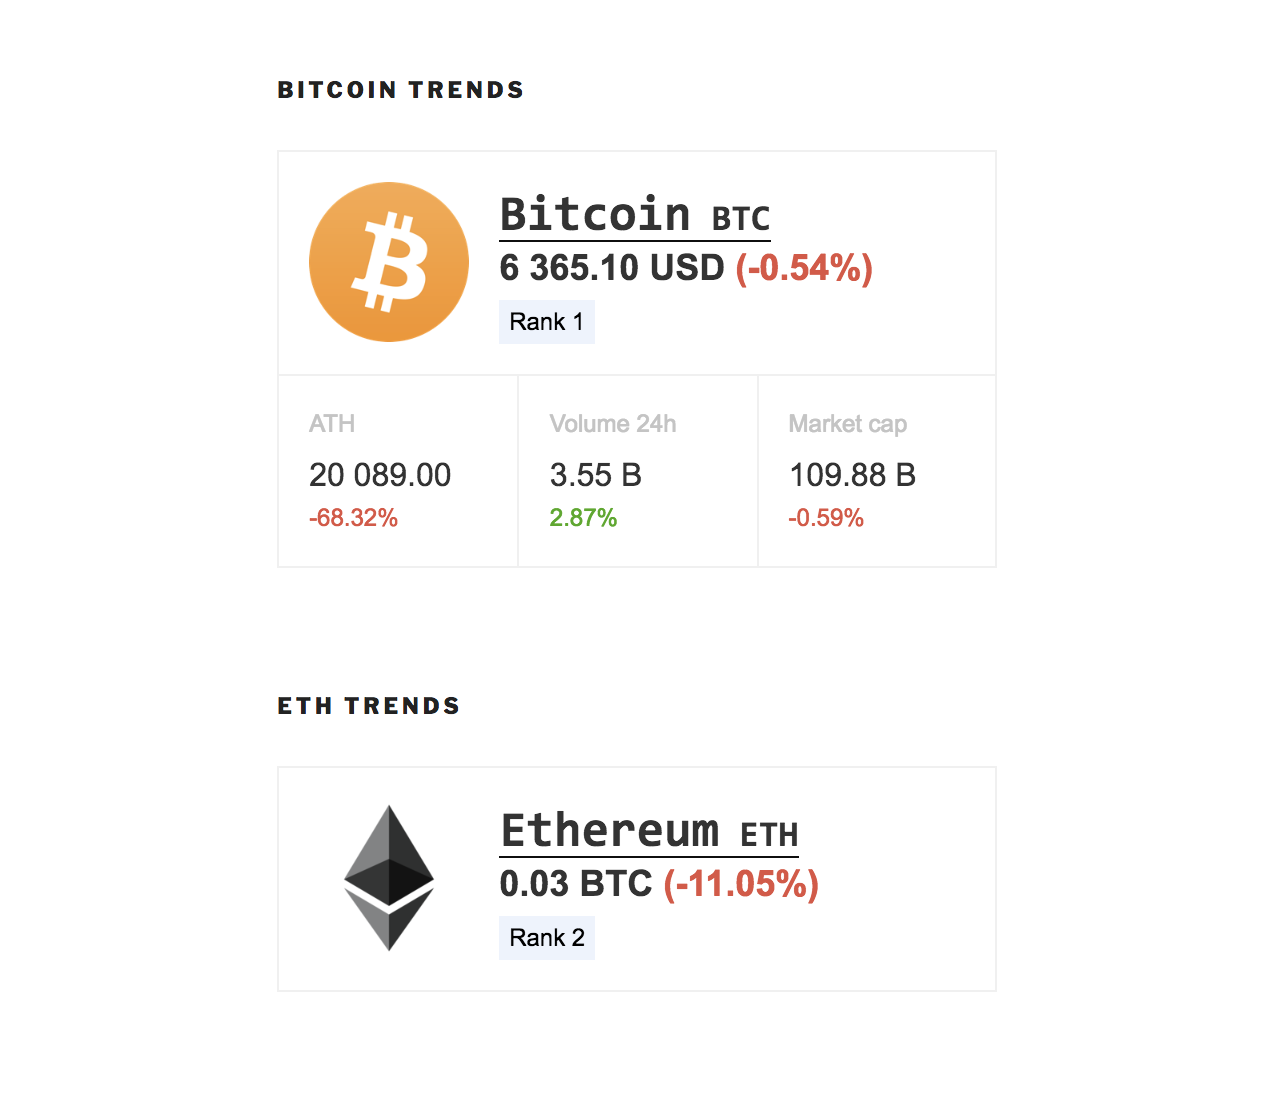 BITCOIN TRENDS
Bitcoin BTC
6 365.10 USD (-0.54%)
Rank 1
ATH
20 089.00
-68.32%
Volume 24h
3.55 B
2.87%
Market cap
109.88 B
-0.59%
ETH TRENDS
Ethereum ETH
0.03 BTC (-11.05%)
Rank 2